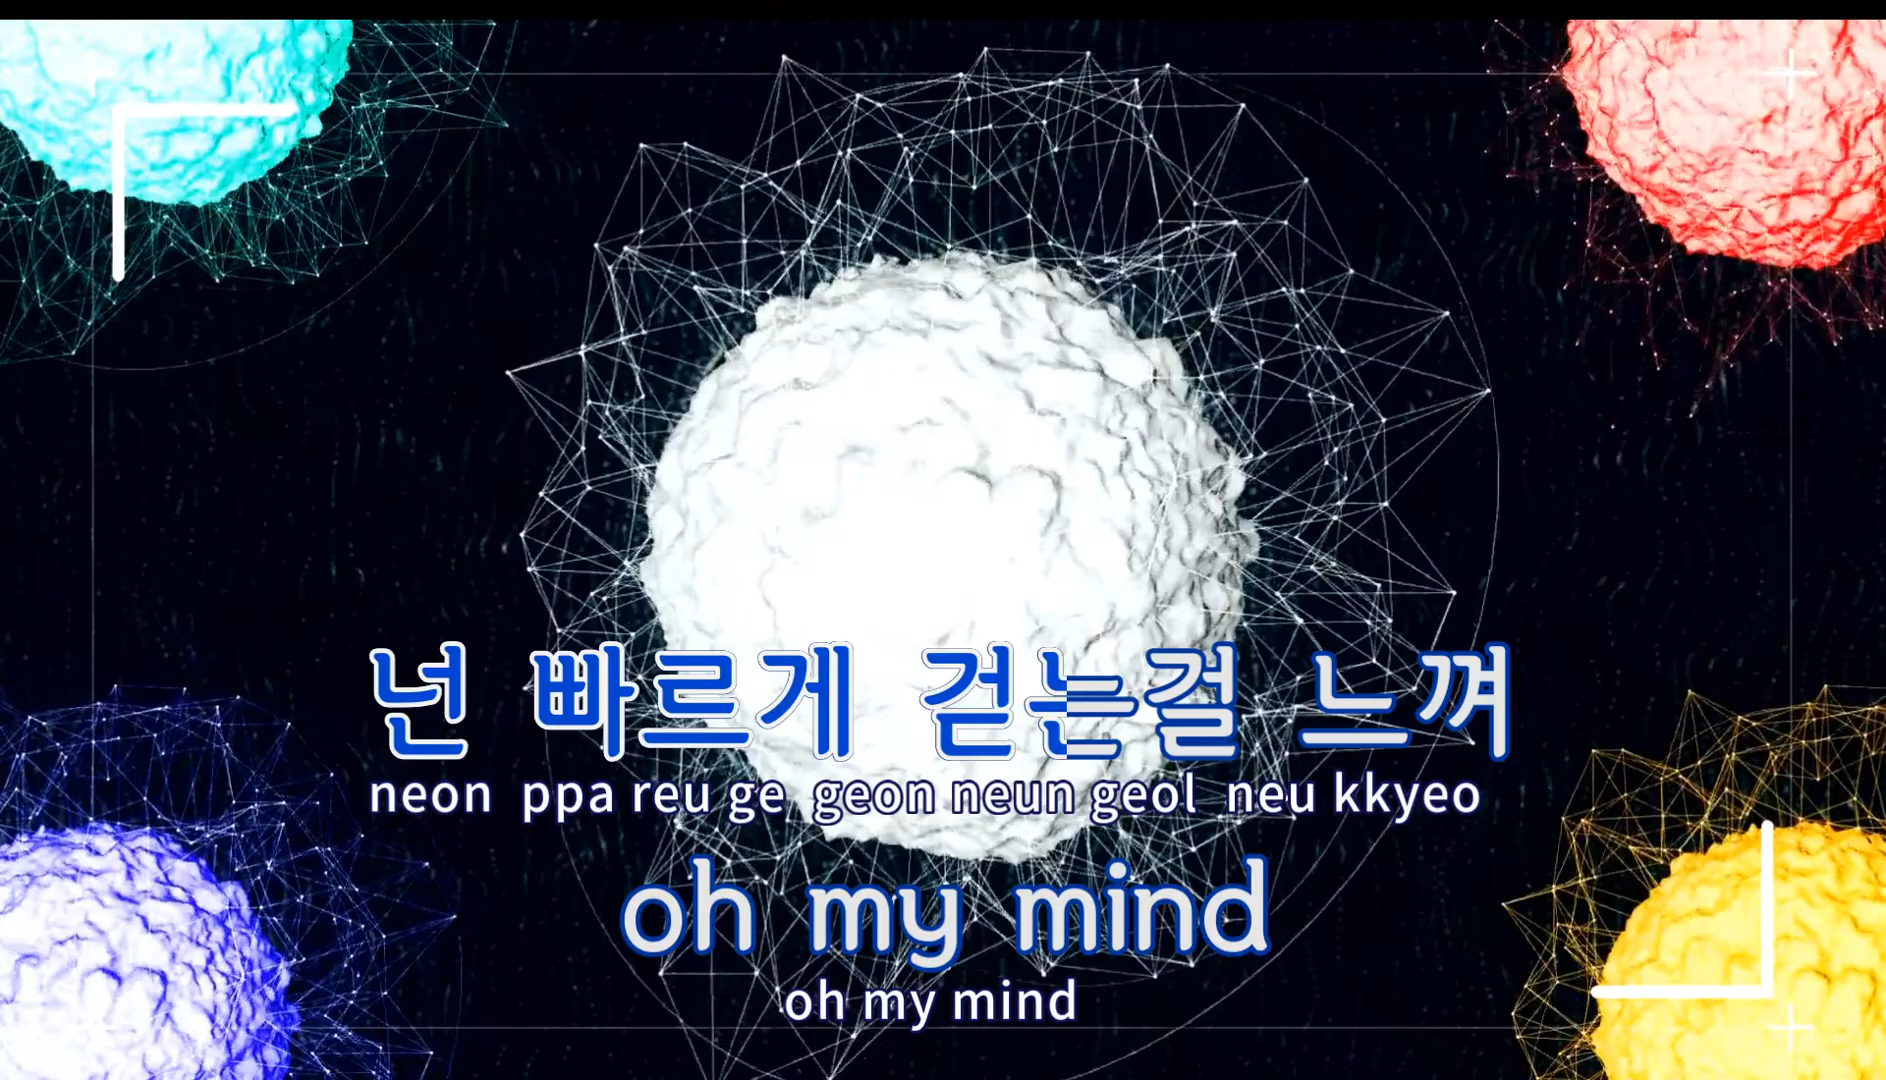 넌 빠르게 걷는걸 느껴
neon ppa reu ge geon neun geol neu kkyeo
oh my mind
oh my mind